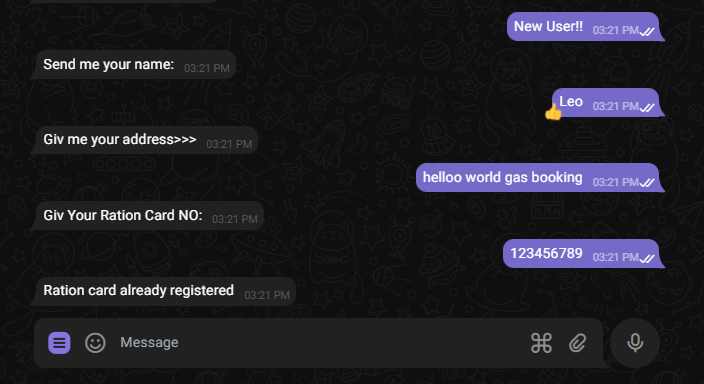 New User!! 03:21 PM
Send me your name: 03:21 PM
Leo 03:21 PM
Giv me your address>>> 03:21 PM
helloo world gas booking 03:21 PM
Giv Your Ration Card NO: 03:21 PM
123456789 03:21 PM
Ration card already registered 03:21 PM
Message